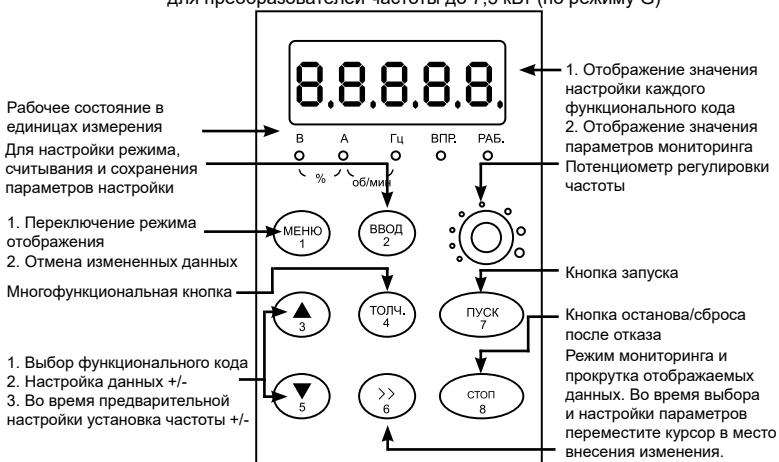 для преобразователей частоты до 7,5 кВт (по режиму G)
8.8.8.8.8.
1. Отображение значения
настройки каждого
функционального кода
2. Отображение значения
параметров мониторинга
Потенциометр регулировки
частоты
Рабочее состояние в
единицах измерения
Для настройки режима,
считывания и сохранения
параметров настройки
В А Гц ВПР. РАБ.
% об/мин
1. Переключение режима
отображения
2. Отмена измененных данных
МЕНЮ
1
ВВОД
2
Многофункциональная кнопка
Кнопка запуска
3
ТОЛЧ.
4
ПУСК
7
Кнопка останова/сброса
после отказа
1. Выбор функционального кода
2. Настройка данных +/-
3. Во время предварительной
настройки установка частоты +/-
5
>>
6
СТОП
8
Режим мониторинга и
прокрутка отображаемых
данных. Во время выбора
и настройки параметров
переместите курсор в место
внесения изменения.